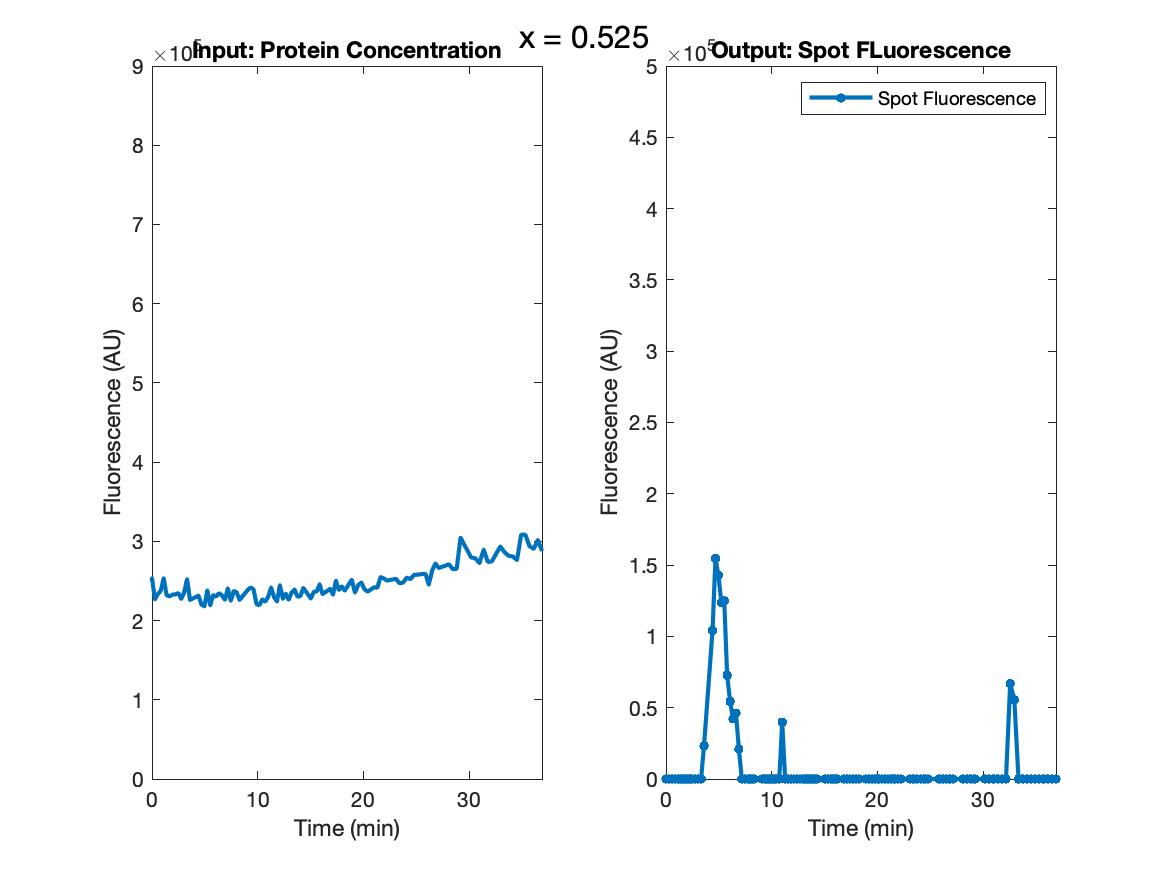 x = 0.525
×10⁵
Input: Protein Concentration
9
8
7
6
5
4
3
2
1
0
Fluorescence (AU)
0 10 20 30
Time (min)
×10⁵
Output: Spot FLuorescence
Spot Fluorescence
5
4.5
4
3.5
3
2.5
2
1.5
1
0.5
0
Fluorescence (AU)
0 10 20 30
Time (min)